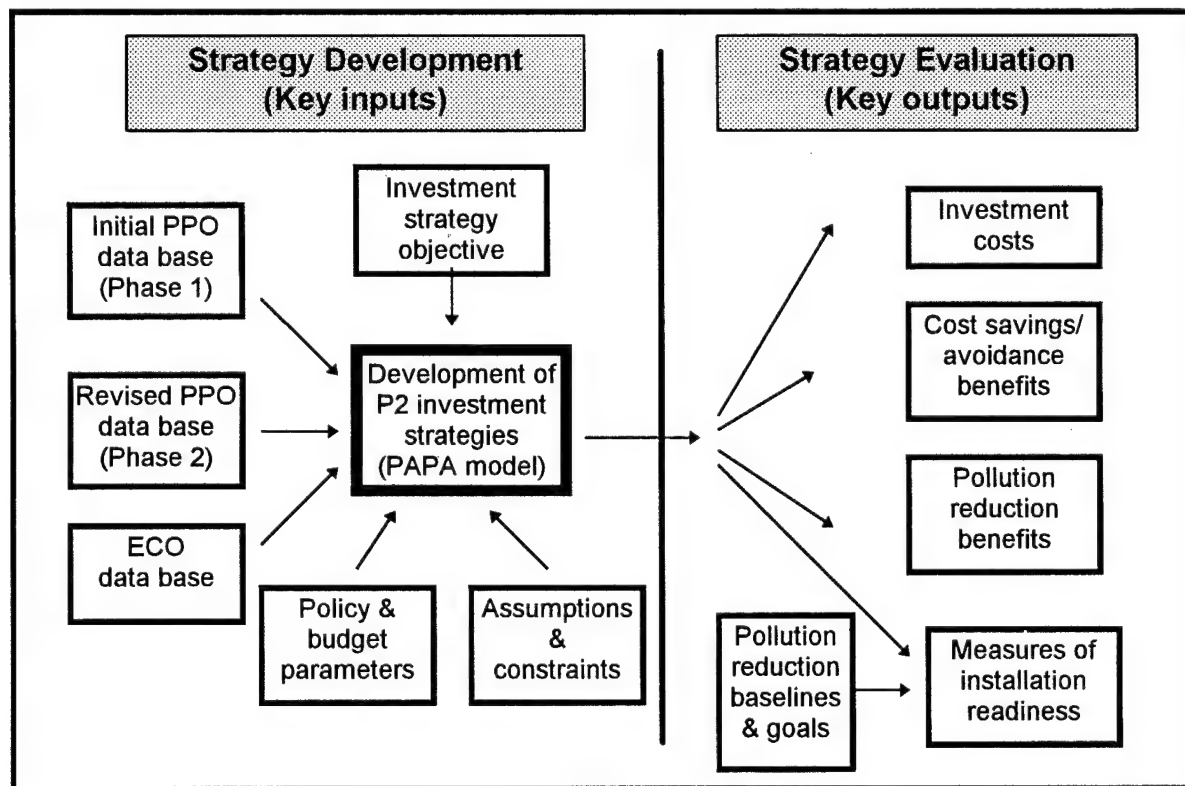 Strategy Development
(Key inputs)
Strategy Evaluation
(Key outputs)
Investment
strategy
objective
Initial PPO
data base
(Phase 1)
Revised PPO
data base
(Phase 2)
ECO
data base
Development of
P2 investment
strategies
(PAPA model)
Policy &
budget
parameters
Assumptions
&
constraints
Investment
costs
Cost savings/
avoidance
benefits
Pollution
reduction
benefits
Pollution
reduction
baselines
& goals
Measures of
installation
readiness